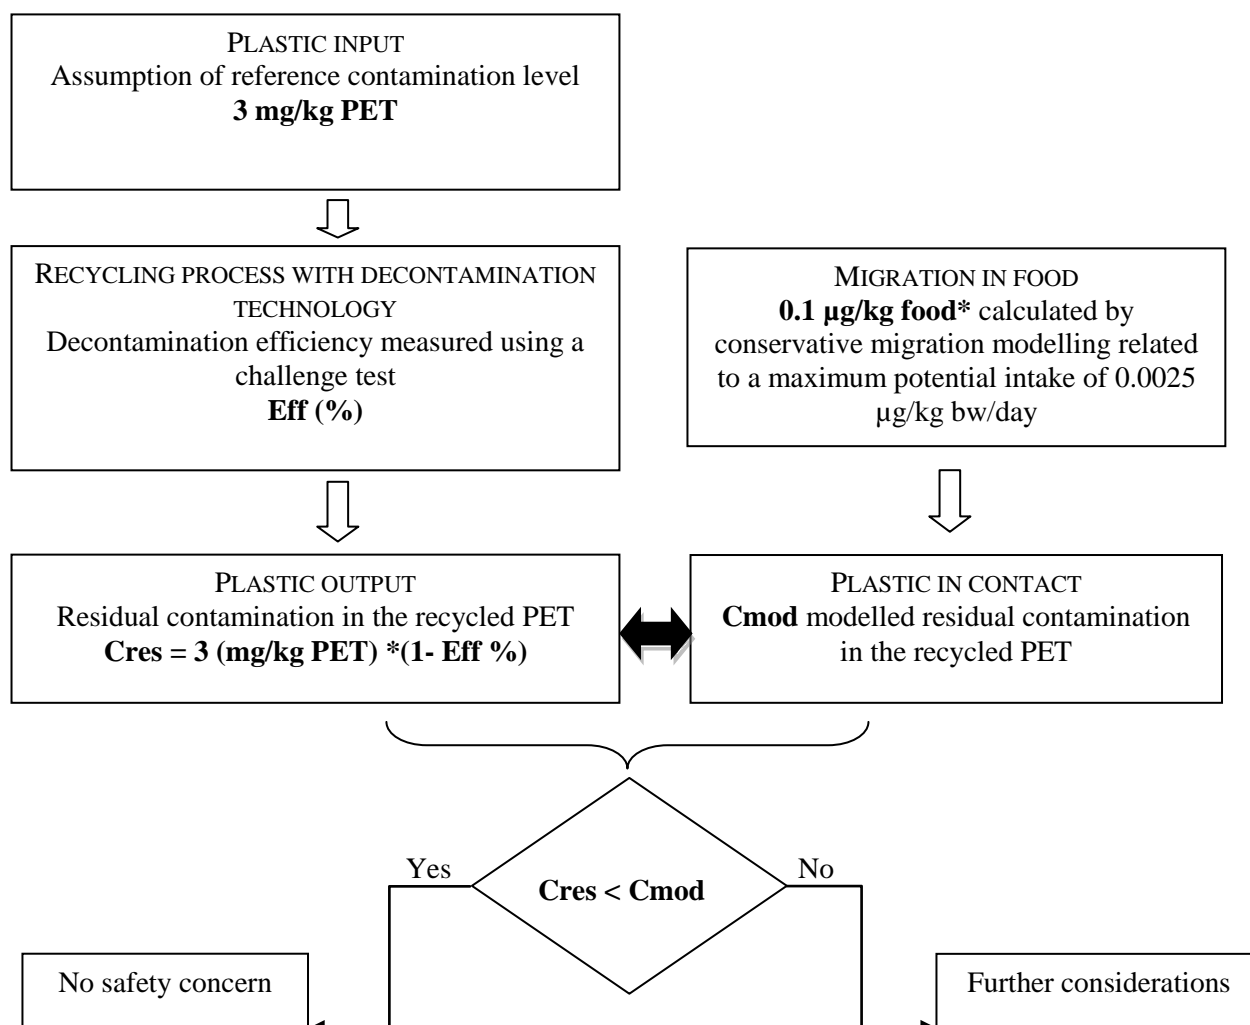 PLASTIC INPUT
Assumption of reference contamination level
3 mg/kg PET
RECYCLING PROCESS WITH DECONTAMINATION
TECHNOLOGY
Decontamination efficiency measured using a
challenge test
Eff (%)
MIGRATION IN FOOD
0.1 µg/kg food* calculated by
conservative migration modelling related
to a maximum potential intake of 0.0025
µg/kg bw/day
PLASTIC OUTPUT
Residual contamination in the recycled PET
Cres = 3 (mg/kg PET) *(1- Eff %)
PLASTIC IN CONTACT
Cmod modelled residual contamination
in the recycled PET
Yes
No
Cres < Cmod
No safety concern
Further considerations